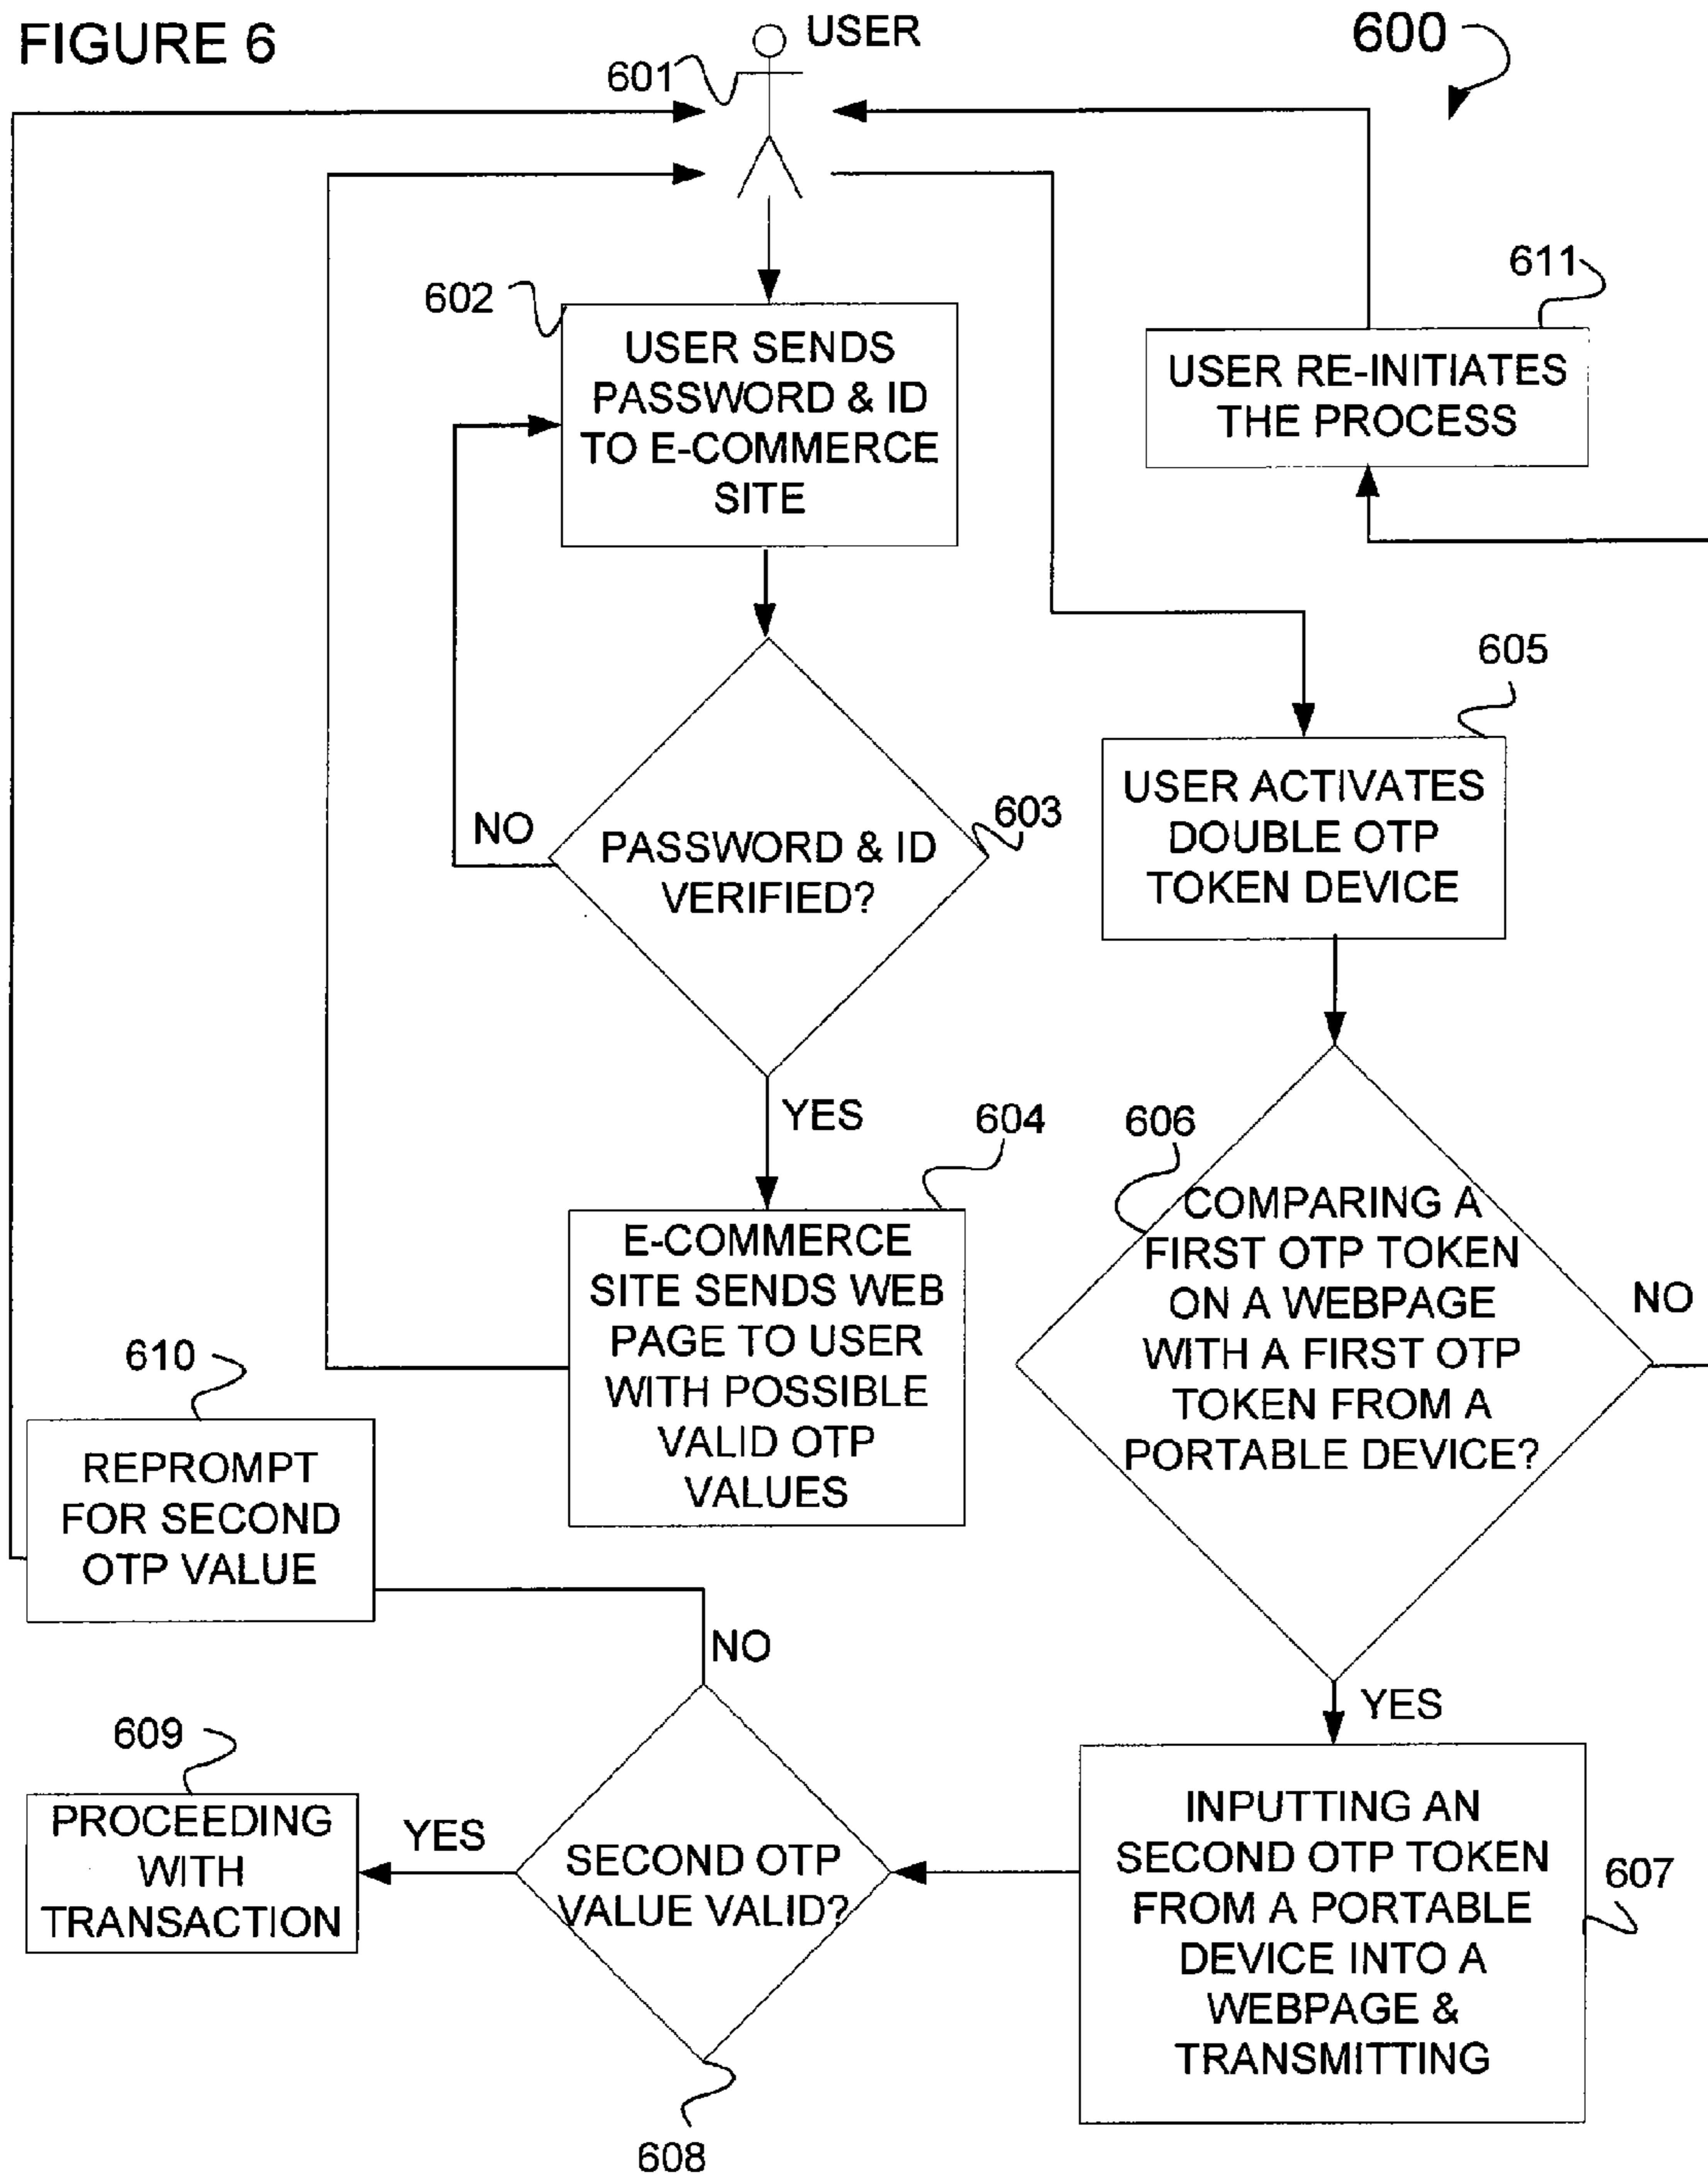 FIGURE 6
USER
600
601
602
USER SENDS
PASSWORD & ID
TO E-COMMERCE
SITE
611
USER RE-INITIATES
THE PROCESS
603
NO
PASSWORD & ID
VERIFIED?
605
USER ACTIVATES
DOUBLE OTP
TOKEN DEVICE
YES
604
E-COMMERCE
SITE SENDS WEB
PAGE TO USER
WITH POSSIBLE
VALID OTP
VALUES
606
COMPARING A
FIRST OTP TOKEN
ON A WEBPAGE
WITH A FIRST OTP
TOKEN FROM A
PORTABLE DEVICE?
NO
610
REPROMPT
FOR SECOND
OTP VALUE
NO
YES
609
PROCEEDING
WITH
TRANSACTION
YES
SECOND OTP
VALUE VALID?
608
INPUTTING AN
SECOND OTP TOKEN
FROM A PORTABLE
DEVICE INTO A
WEBPAGE &
TRANSMITTING
607